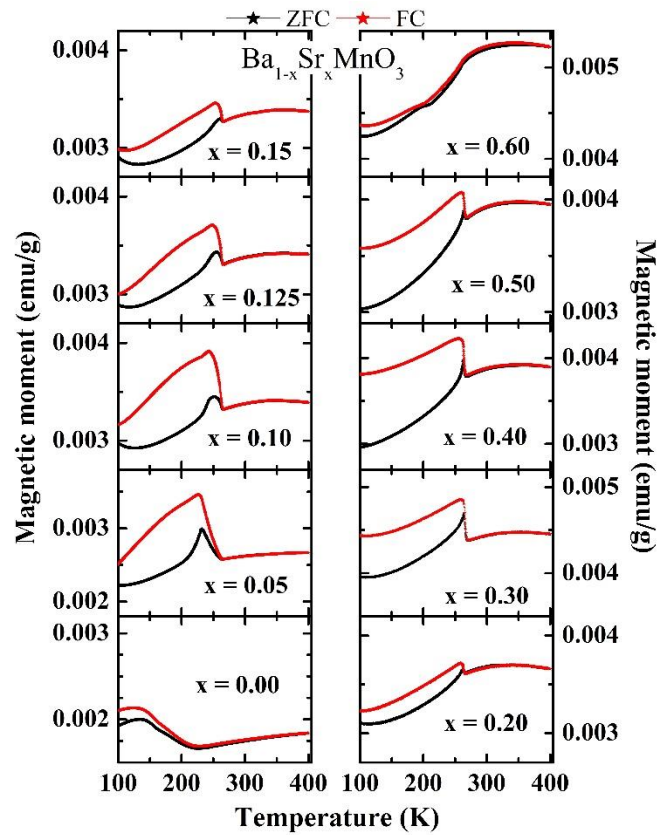 ZFC FC
Ba1-xSrxMnO3
0.004
0.003
x = 0.15
0.005
0.004
x = 0.60
0.004
0.003
x = 0.125
0.004
0.003
x = 0.50
0.004
0.003
x = 0.10
0.004
0.003
x = 0.40
0.003
0.002
x = 0.05
0.005
0.004
x = 0.30
0.003
0.002
x = 0.00
0.004
0.003
x = 0.20
100 200 300 400
100 200 300 400
Temperature (K)
Temperature (K)
Magnetic moment (emu/g)
Magnetic moment (emu/g)